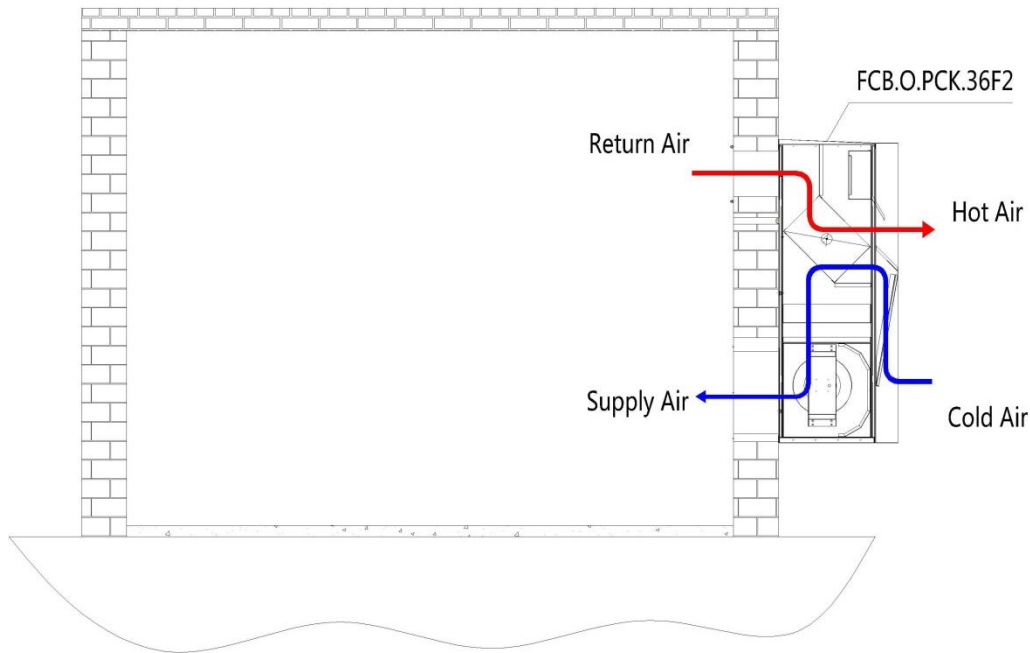 FCB.O.PCK.36F2
Return Air
Hot Air
Supply Air
Cold Air